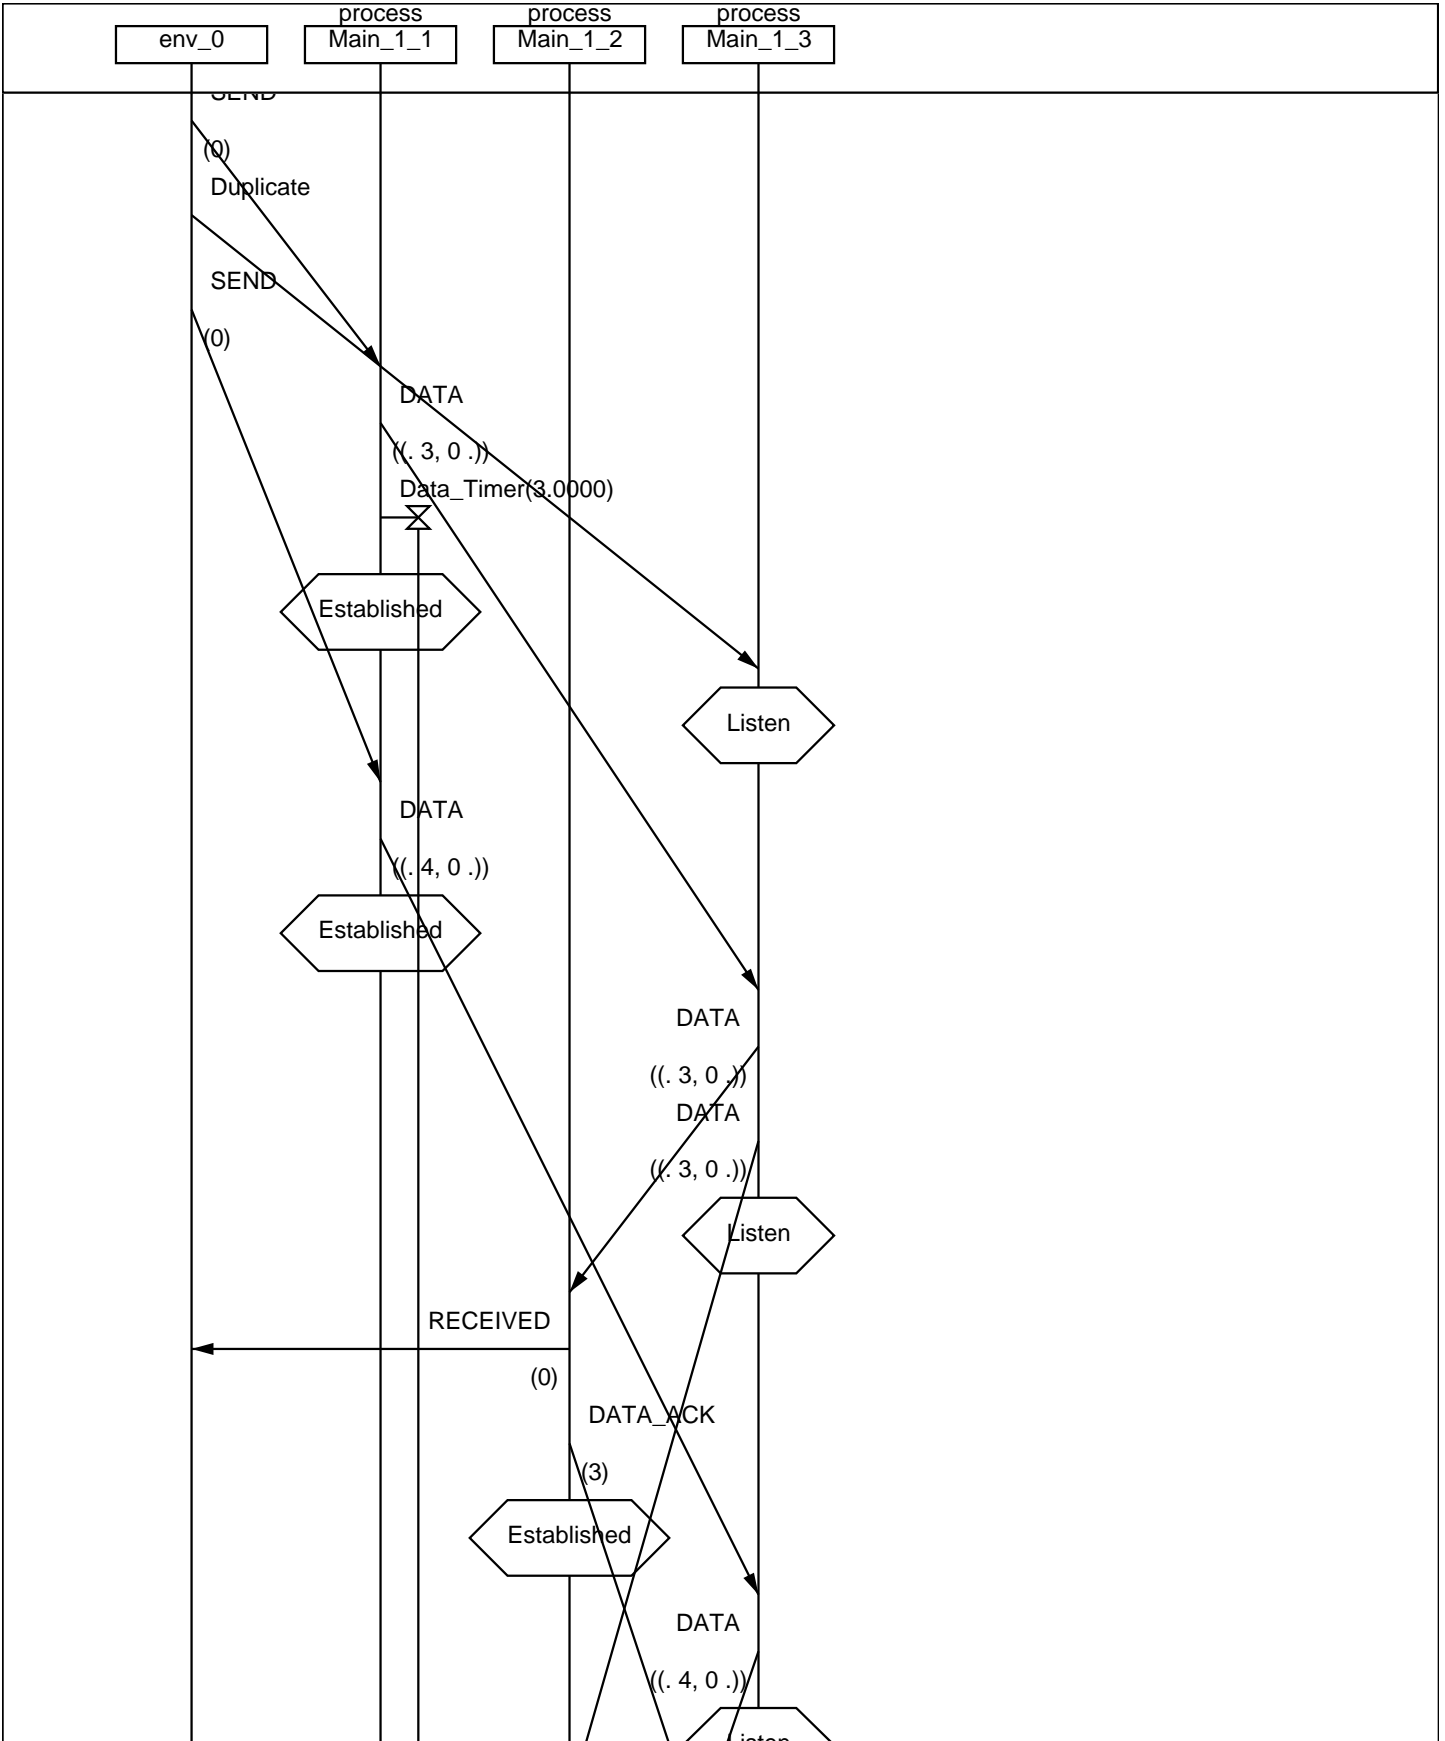 process process process
env_0 Main_1_1 Main_1_2 Main_1_3
SEND
(0)
Duplicate
SEND
(0)
DATA
((. 3, 0 .))
Data_Timer(3.0000)
Established
Listen
DATA
((. 4, 0 .))
Established
DATA
((. 3, 0 .))
DATA
((. 3, 0 .))
Listen
RECEIVED
(0)
DATA_ACK
(3)
Established
DATA
((. 4, 0 .))
Listen